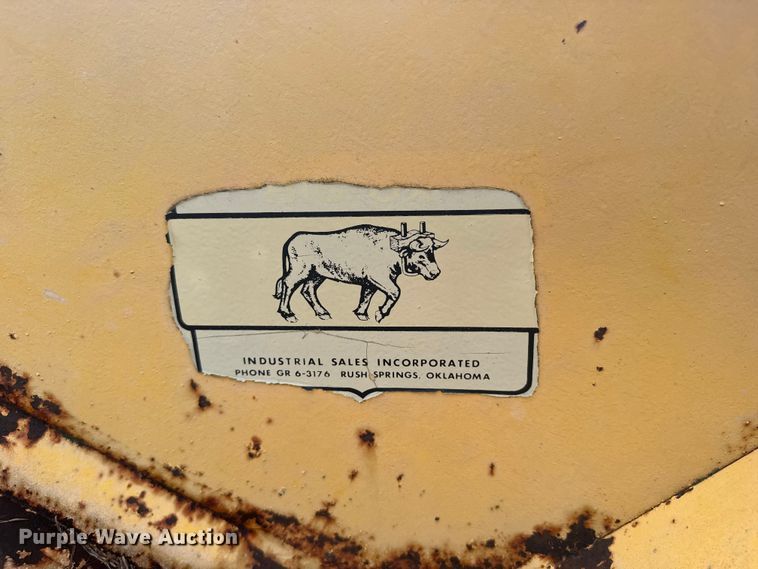 INDUSTRIAL SALES INCORPORATED
PHONE GR 6-3176 RUSH SPRINGS, OKLAHOMA
Purple Wave Auction